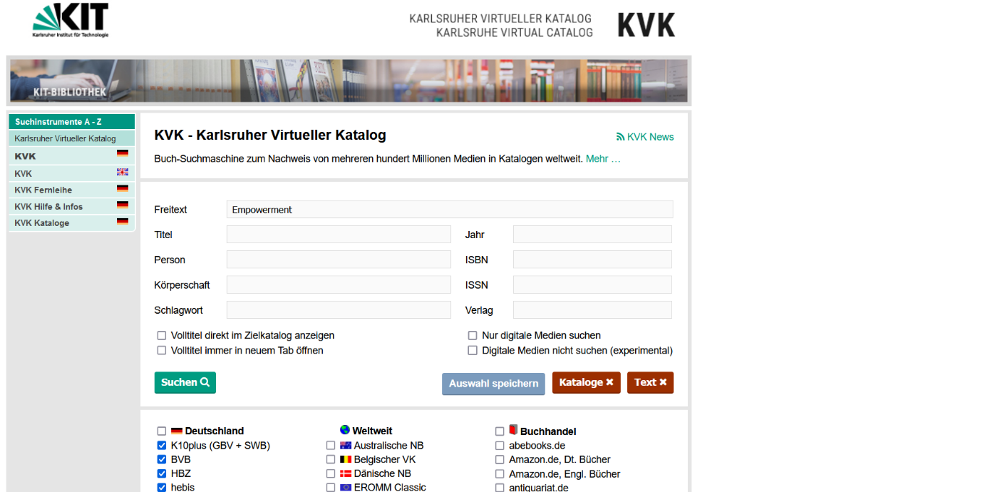 KIT
Karlsruher Institut für Technologie
KARLSRUHER VIRTUELLER KATALOG
KARLSRUHE VIRTUAL CATALOG
KVK
KIT-BIBLIOTHEK
Suchinstrumente A - Z
Karlsruher Virtueller Katalog
KVK
KVK
KVK Fernleihe
KVK Hilfe & Infos
KVK Kataloge
KVK - Karlsruher Virtueller Katalog
KVK News
Buch-Suchmaschine zum Nachweis von mehreren hundert Millionen Medien in Katalogen weltweit. Mehr …
Freitext Empowerment
Titel Jahr
Person ISBN
Körperschaft ISSN
Schlagwort Verlag
Volltitel direkt im Zielkatalog anzeigen Nur digitale Medien suchen
Volltitel immer in neuem Tab öffnen Digitale Medien nicht suchen (experimental)
Suchen Auswahl speichern Kataloge ✖ Text ✖
Deutschland Weltweit Buchhandel
K10plus (GBV + SWB) Australische NB abebooks.de
BVB Belgischer VK Amazon.de, Dt. Bücher
HBZ Dänische NB Amazon.de, Engl. Bücher
hebis EROMM Classic antiquariat.de